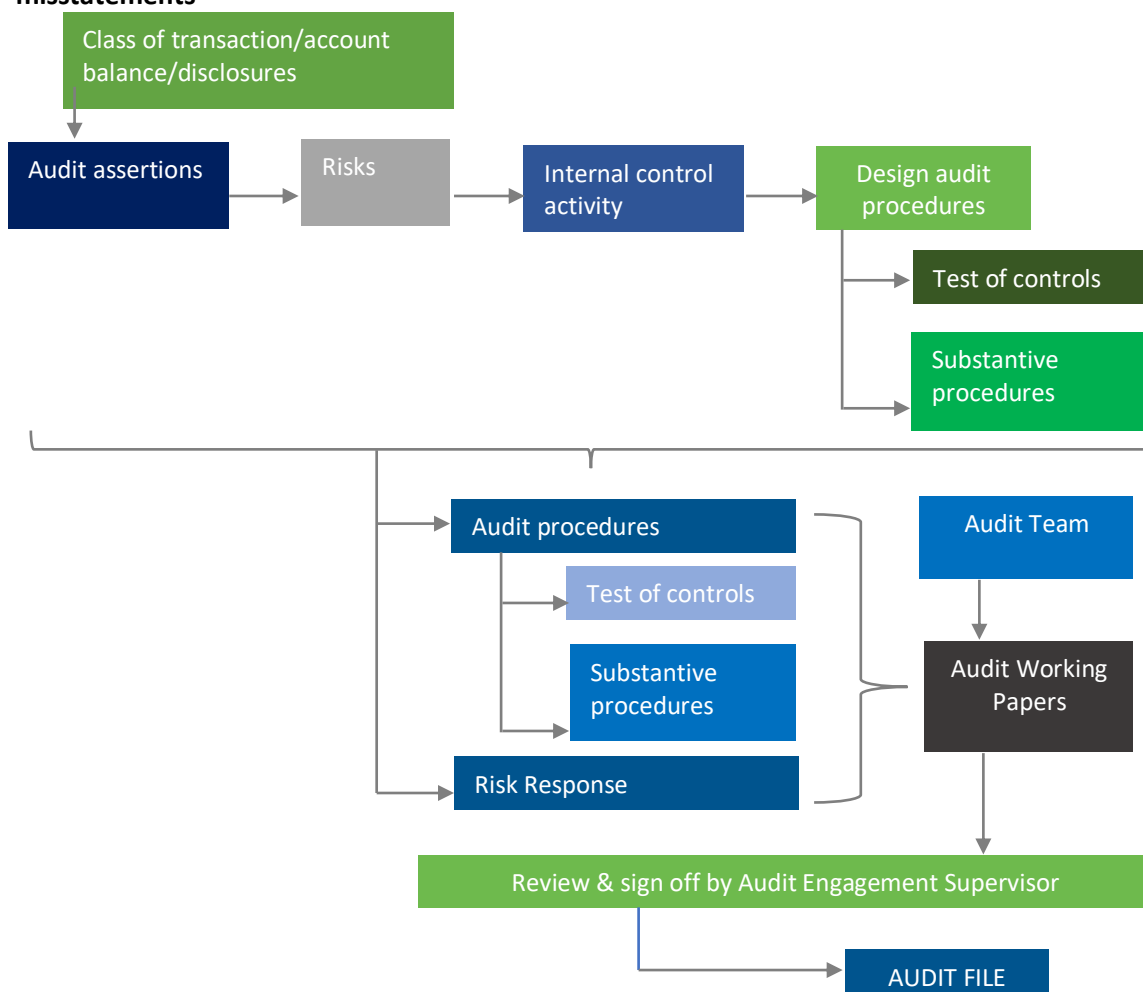 misstatements
Class of transaction/account
balance/disclosures
Audit assertions
Risks
Internal control
activity
Design audit
procedures
Test of controls
Substantive
procedures
Audit procedures
Audit Team
Test of controls
Substantive
procedures
Audit Working
Papers
Risk Response
Review & sign off by Audit Engagement Supervisor
AUDIT FILE